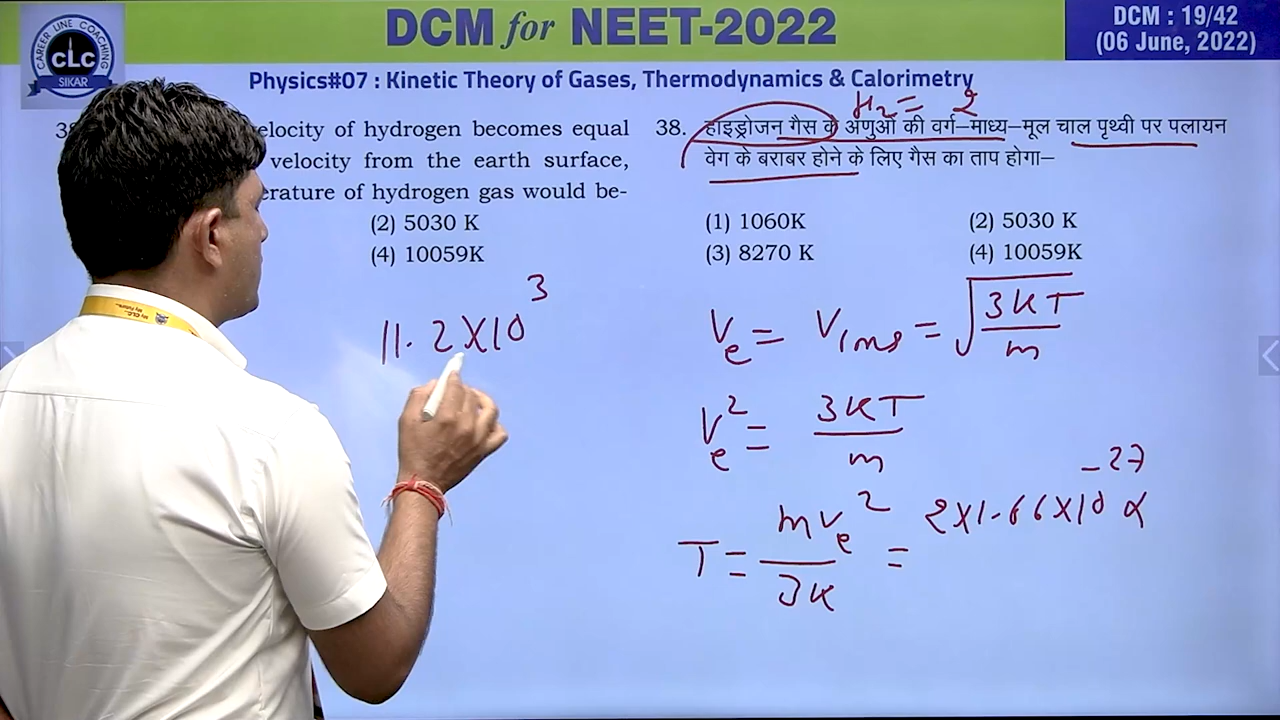 DCM for NEET-2022
DCM : 19/42
(06 June, 2022)
CAREER LINE COACHING
CLC
SIKAR
Physics#07 : Kinetic Theory of Gases, Thermodynamics & Calorimetry
elocity of hydrogen becomes equal
velocity from the earth surface,
erature of hydrogen gas would be-
(2) 5030 K
(4) 10059K
H₂ = 2
38. हाइड्रोजन गैस के अणुओं की वर्ग–माध्य–मूल चाल पृथ्वी पर पलायन
वेग के बराबर होने के लिए गैस का ताप होगा–
(1) 1060K (2) 5030 K
(3) 8270 K (4) 10059K
11.2×10³
Vₑ = Vrms = √(3KT/m)
Vₑ² = 3KT/m
T = mvₑ²/3K = 2×1.66×10⁻²⁷ ×